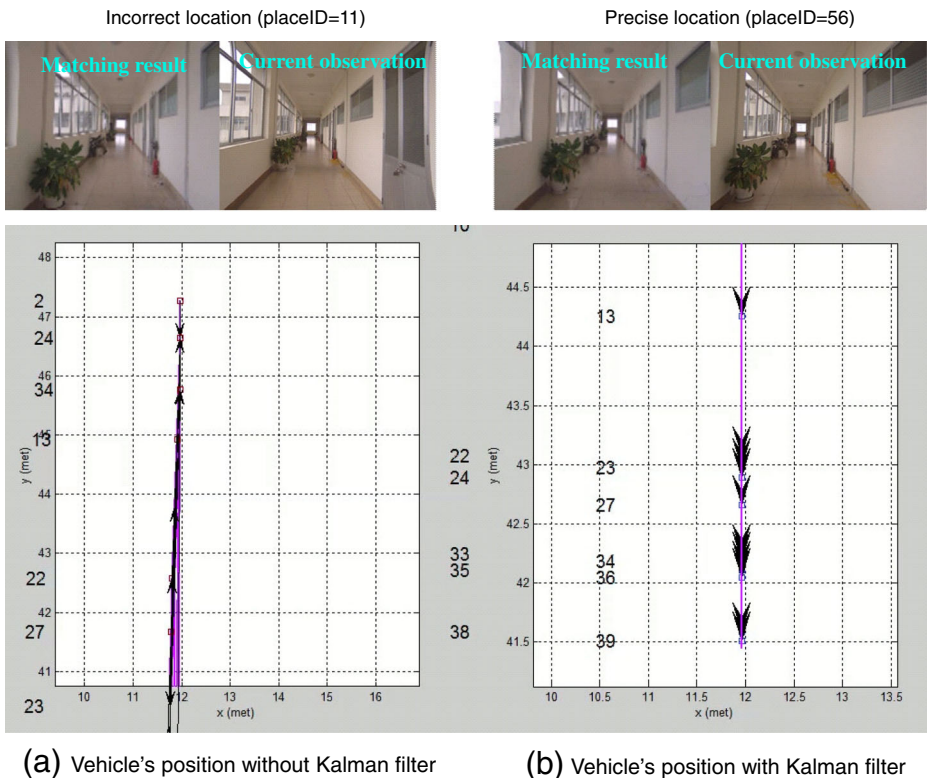 Incorrect location (placeID=11)
Precise location (placeID=56)
Matching result
Current observation
Matching result
Current observation
48
2
47
24
46
34
45
13
44
43
22
42
27
41
23
10 11 12 13 14 15 16
x (met)
y (met)
10
44.5
13
44
43.5
22
43
23
24
27
42.5
33
34
35
36
42
38
39
41.5
10 10.5 11 11.5 12 12.5 13 13.5
x (met)
y (met)
(a) Vehicle's position without Kalman filter
(b) Vehicle's position with Kalman filter